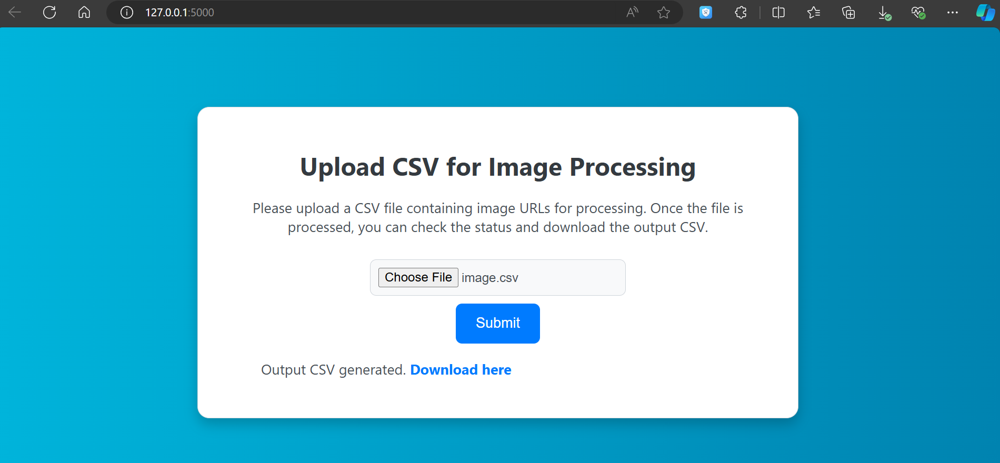 127.0.0.1:5000
Upload CSV for Image Processing
Please upload a CSV file containing image URLs for processing. Once the file is
processed, you can check the status and download the output CSV.
Choose File image.csv
Submit
Output CSV generated. Download here